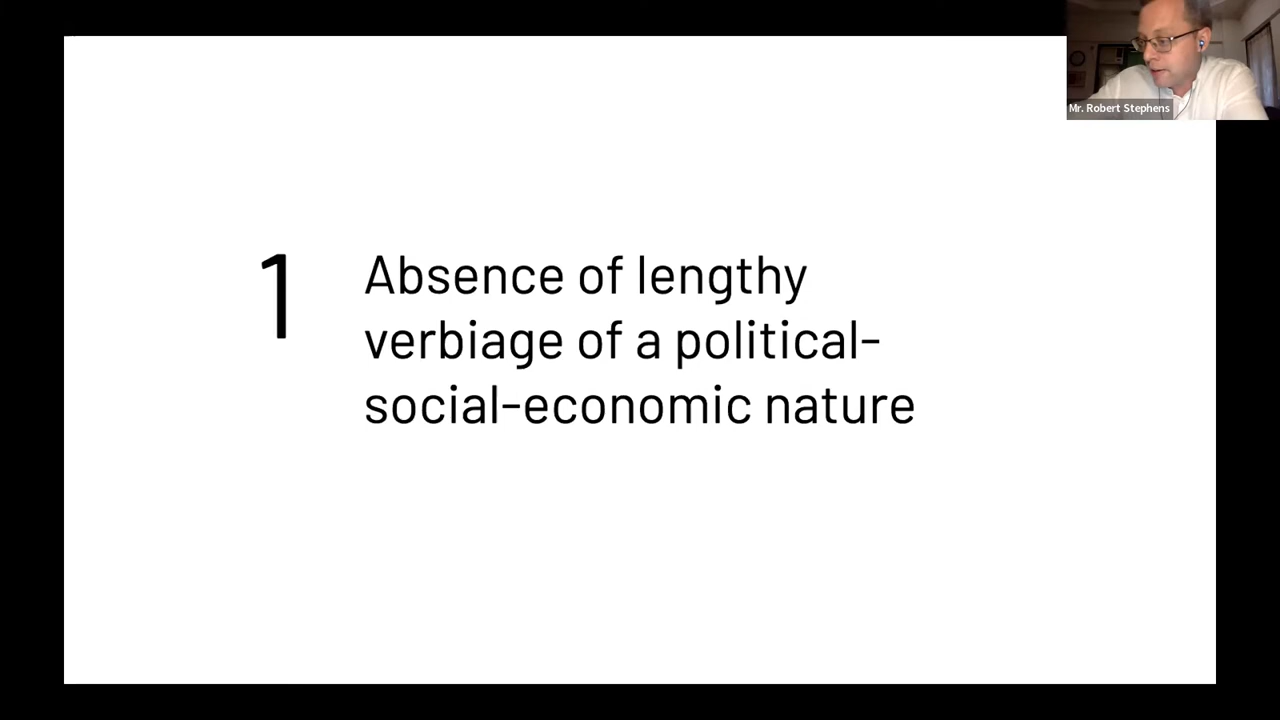 Mr. Robert Stephens
1
Absence of lengthy
verbiage of a political-
social-economic nature